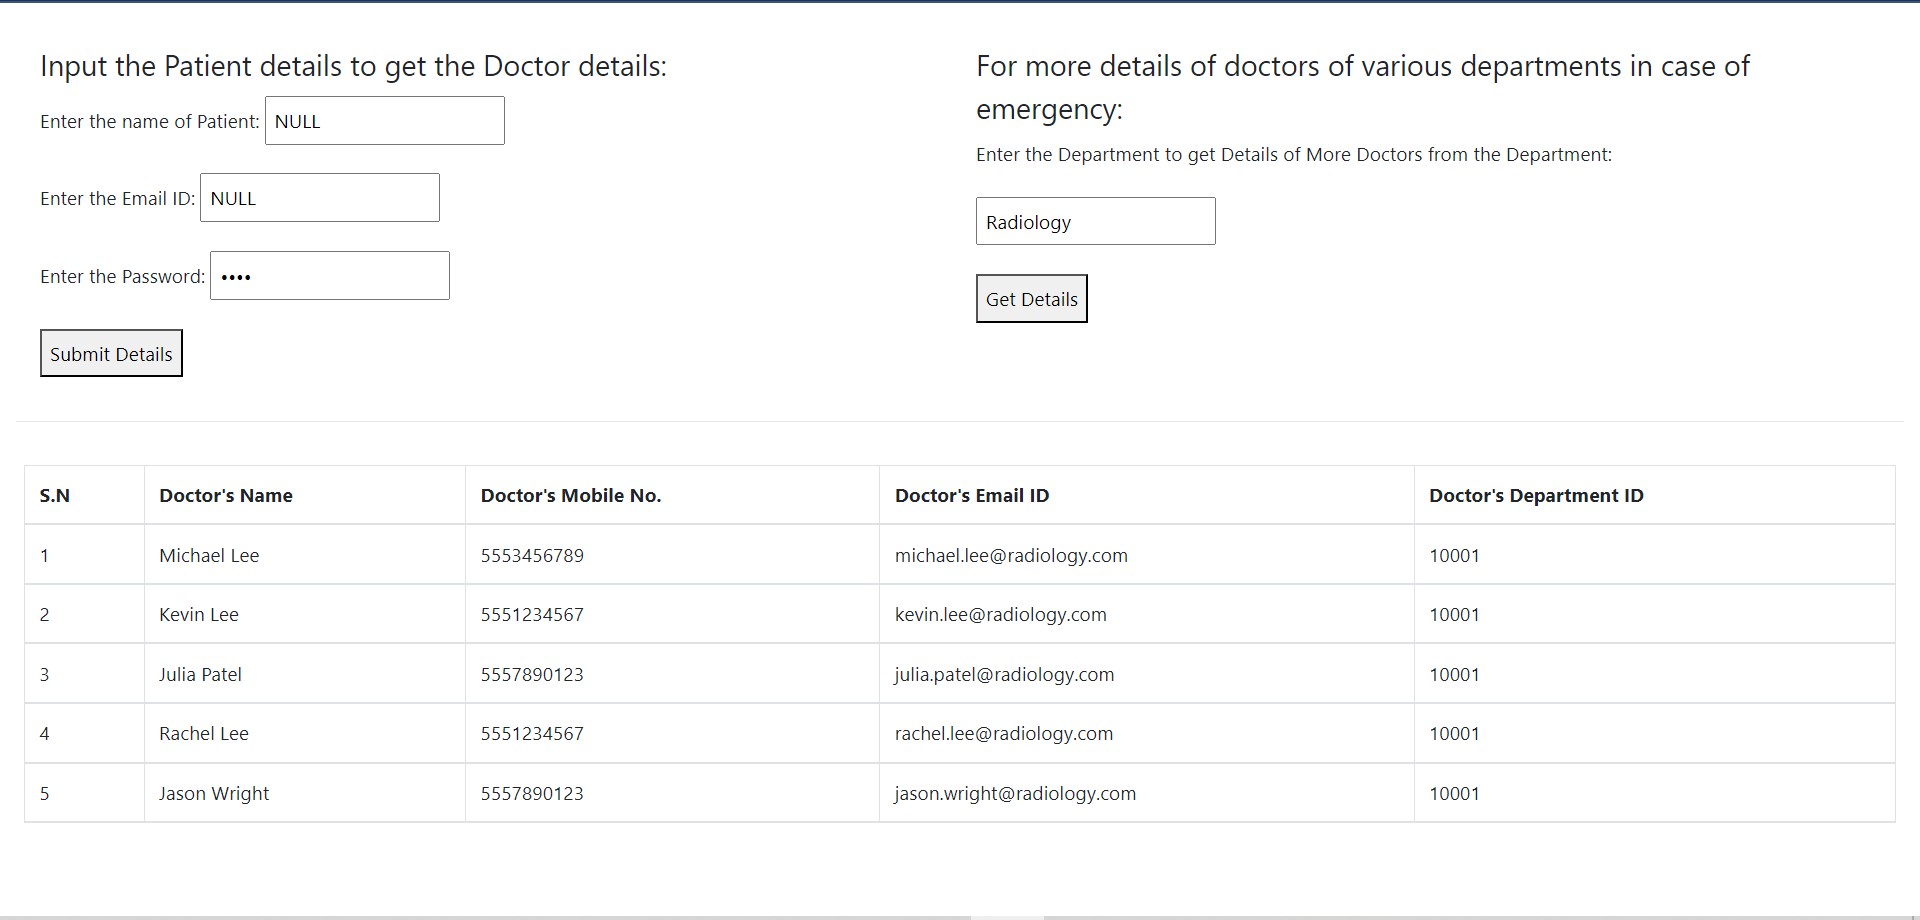 Input the Patient details to get the Doctor details:
Enter the name of Patient: NULL
Enter the Email ID: NULL
Enter the Password: ••••
Submit Details
For more details of doctors of various departments in case of
emergency:
Enter the Department to get Details of More Doctors from the Department:
Radiology
Get Details
S.N Doctor's Name Doctor's Mobile No. Doctor's Email ID Doctor's Department ID
1 Michael Lee 5553456789 michael.lee@radiology.com 10001
2 Kevin Lee 5551234567 kevin.lee@radiology.com 10001
3 Julia Patel 5557890123 julia.patel@radiology.com 10001
4 Rachel Lee 5551234567 rachel.lee@radiology.com 10001
5 Jason Wright 5557890123 jason.wright@radiology.com 10001